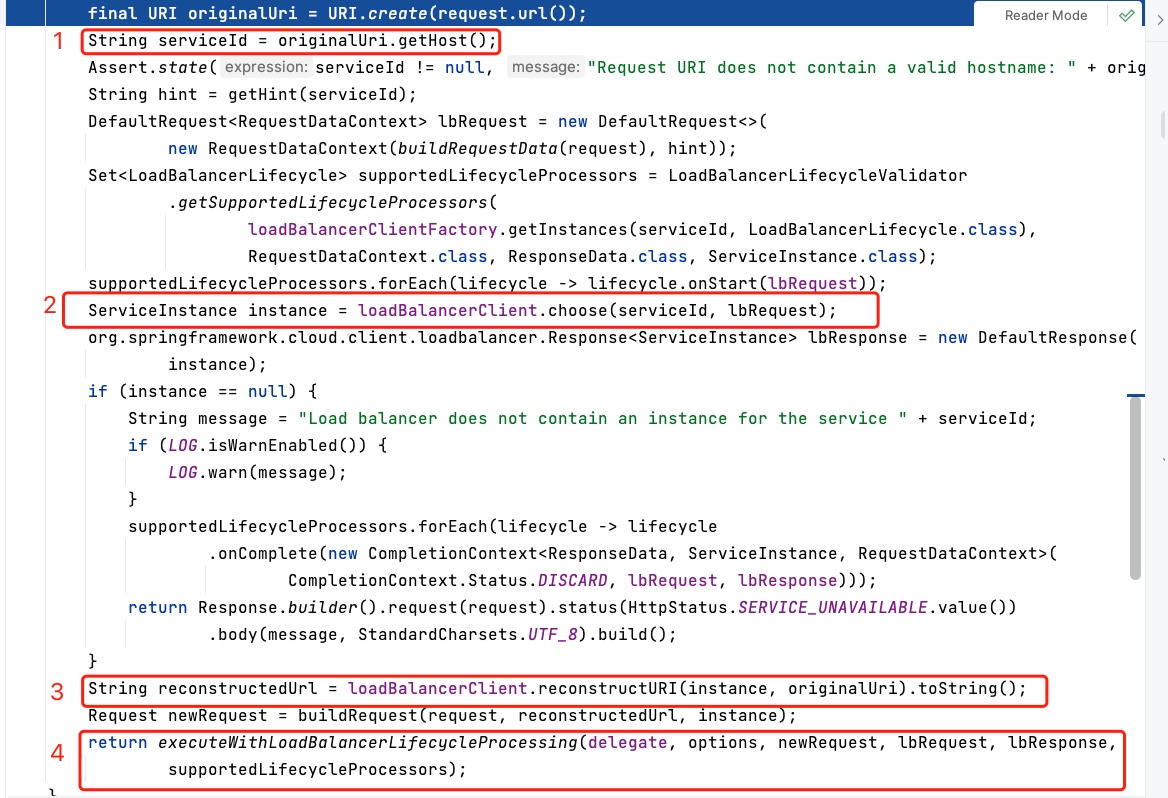 final URI originalUri = URI.create(request.url());
Reader Mode
1
String serviceId = originalUri.getHost();
Assert.state( expression: serviceId != null, message: "Request URI does not contain a valid hostname: " + orig
String hint = getHint(serviceId);
DefaultRequest<RequestDataContext> lbRequest = new DefaultRequest<>(
new RequestDataContext(buildRequestData(request), hint));
Set<LoadBalancerLifecycle> supportedLifecycleProcessors = LoadBalancerLifecycleValidator
.getSupportedLifecycleProcessors(
loadBalancerClientFactory.getInstances(serviceId, LoadBalancerLifecycle.class),
RequestDataContext.class, ResponseData.class, ServiceInstance.class);
supportedLifecycleProcessors.forEach(lifecycle -> lifecycle.onStart(lbRequest));
2
ServiceInstance instance = loadBalancerClient.choose(serviceId, lbRequest);
org.springframework.cloud.client.loadbalancer.Response<ServiceInstance> lbResponse = new DefaultResponse(
instance);
if (instance == null) {
String message = "Load balancer does not contain an instance for the service " + serviceId;
if (LOG.isWarnEnabled()) {
LOG.warn(message);
}
supportedLifecycleProcessors.forEach(lifecycle -> lifecycle
.onComplete(new CompletionContext<ResponseData, ServiceInstance, RequestDataContext>(
CompletionContext.Status.DISCARD, lbRequest, lbResponse)));
return Response.builder().request(request).status(HttpStatus.SERVICE_UNAVAILABLE.value())
.body(message, StandardCharsets.UTF_8).build();
}
3
String reconstructedUrl = loadBalancerClient.reconstructURI(instance, originalUri).toString();
Request newRequest = buildRequest(request, reconstructedUrl, instance);
4
return executeWithLoadBalancerLifecycleProcessing(delegate, options, newRequest, lbRequest, lbResponse,
supportedLifecycleProcessors);
}